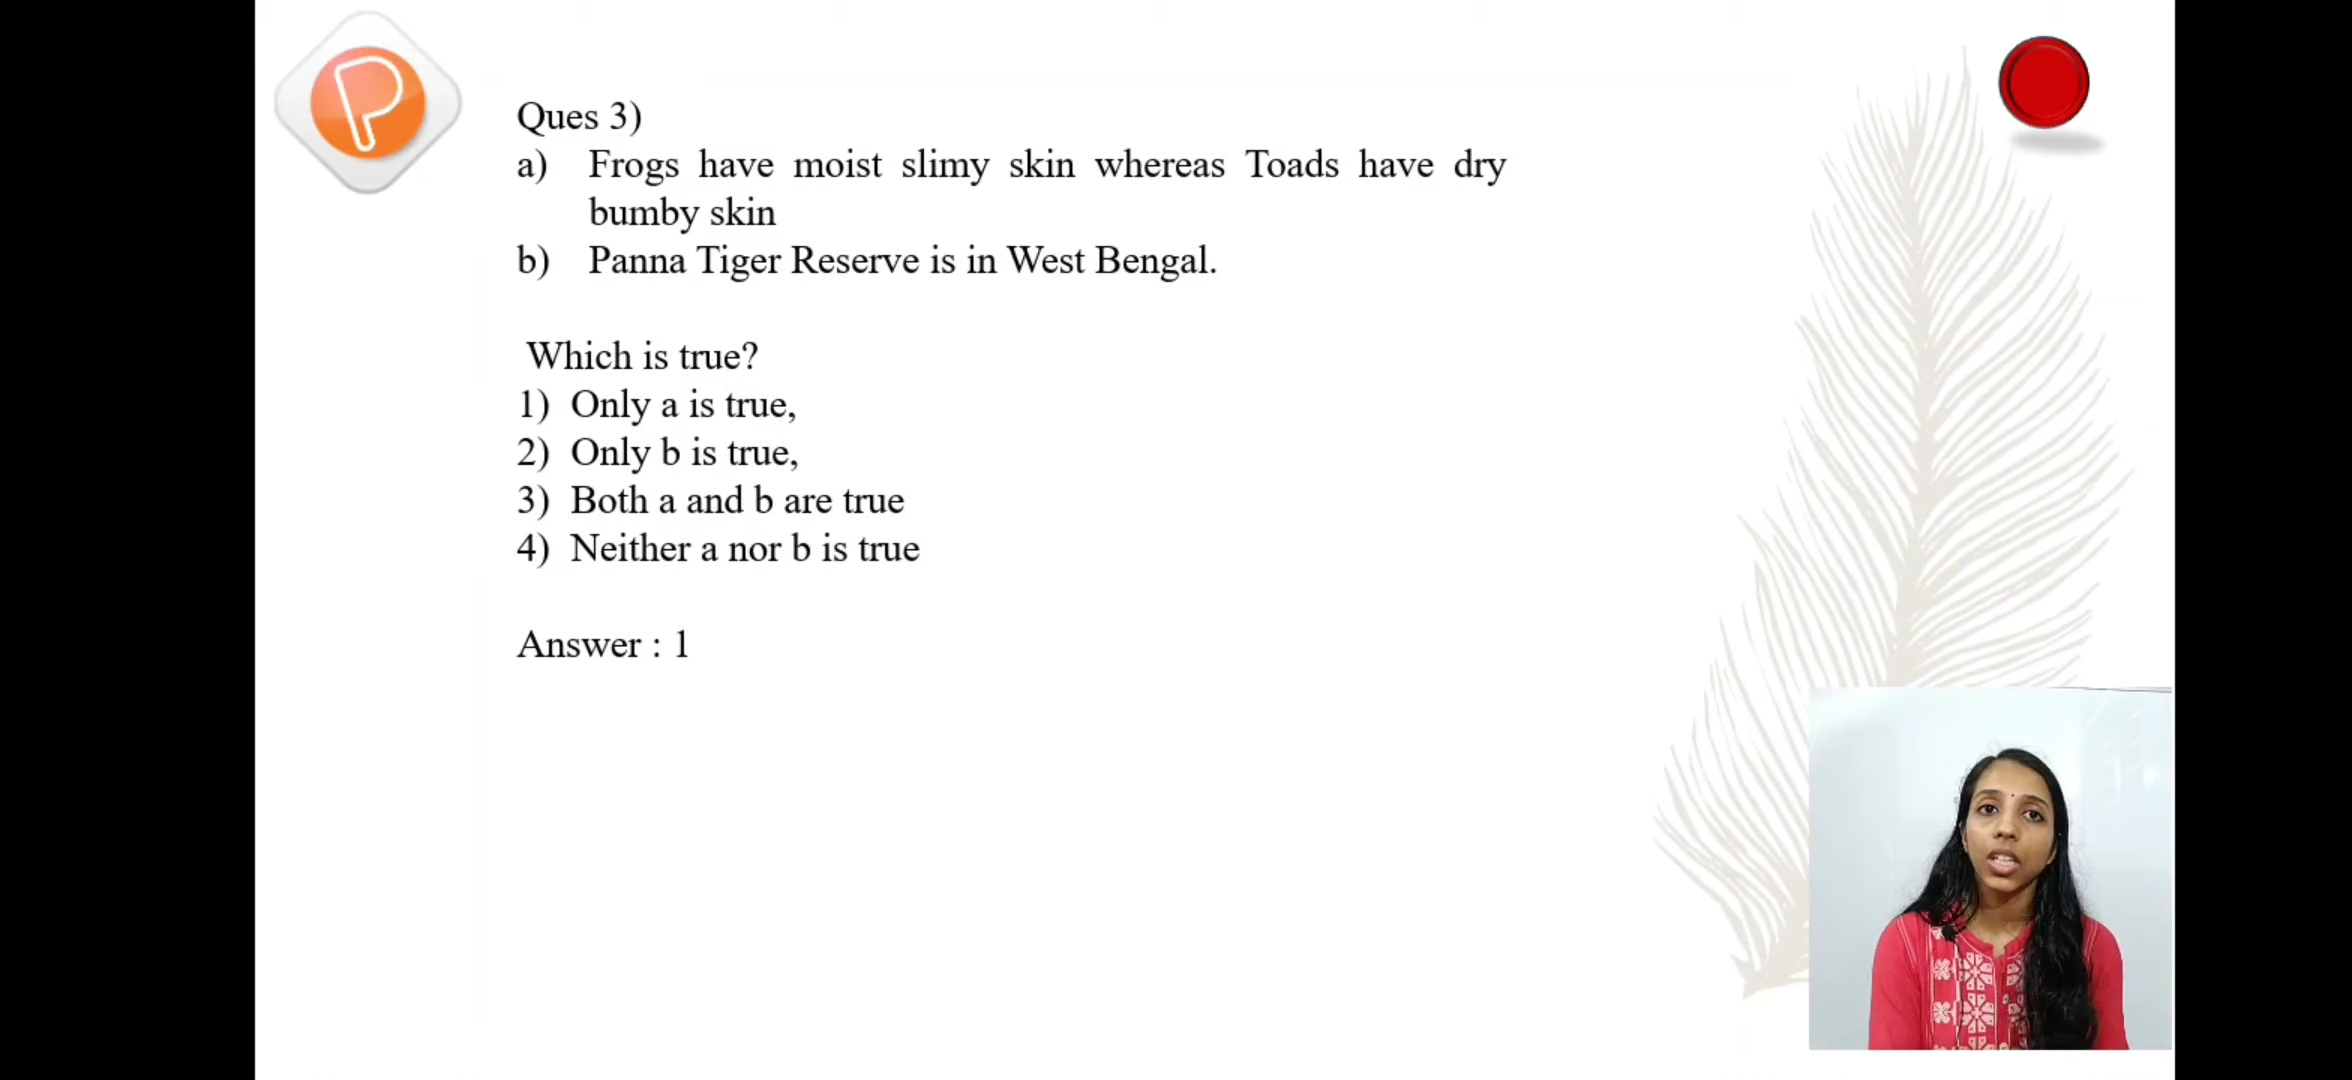 P
Ques 3)
a) Frogs have moist slimy skin whereas Toads have dry
bumby skin
b) Panna Tiger Reserve is in West Bengal.
Which is true?
1) Only a is true,
2) Only b is true,
3) Both a and b are true
4) Neither a nor b is true
Answer : 1